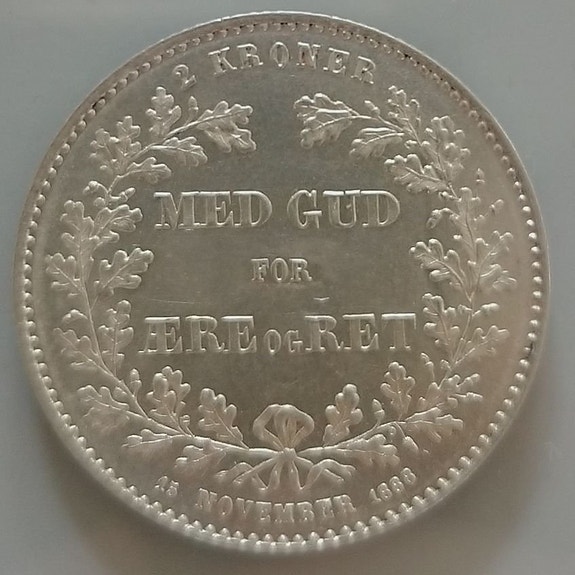 2 KRONER
MED GUD
FOR
ÆRE OG RET
15 NOVEMBER 1888